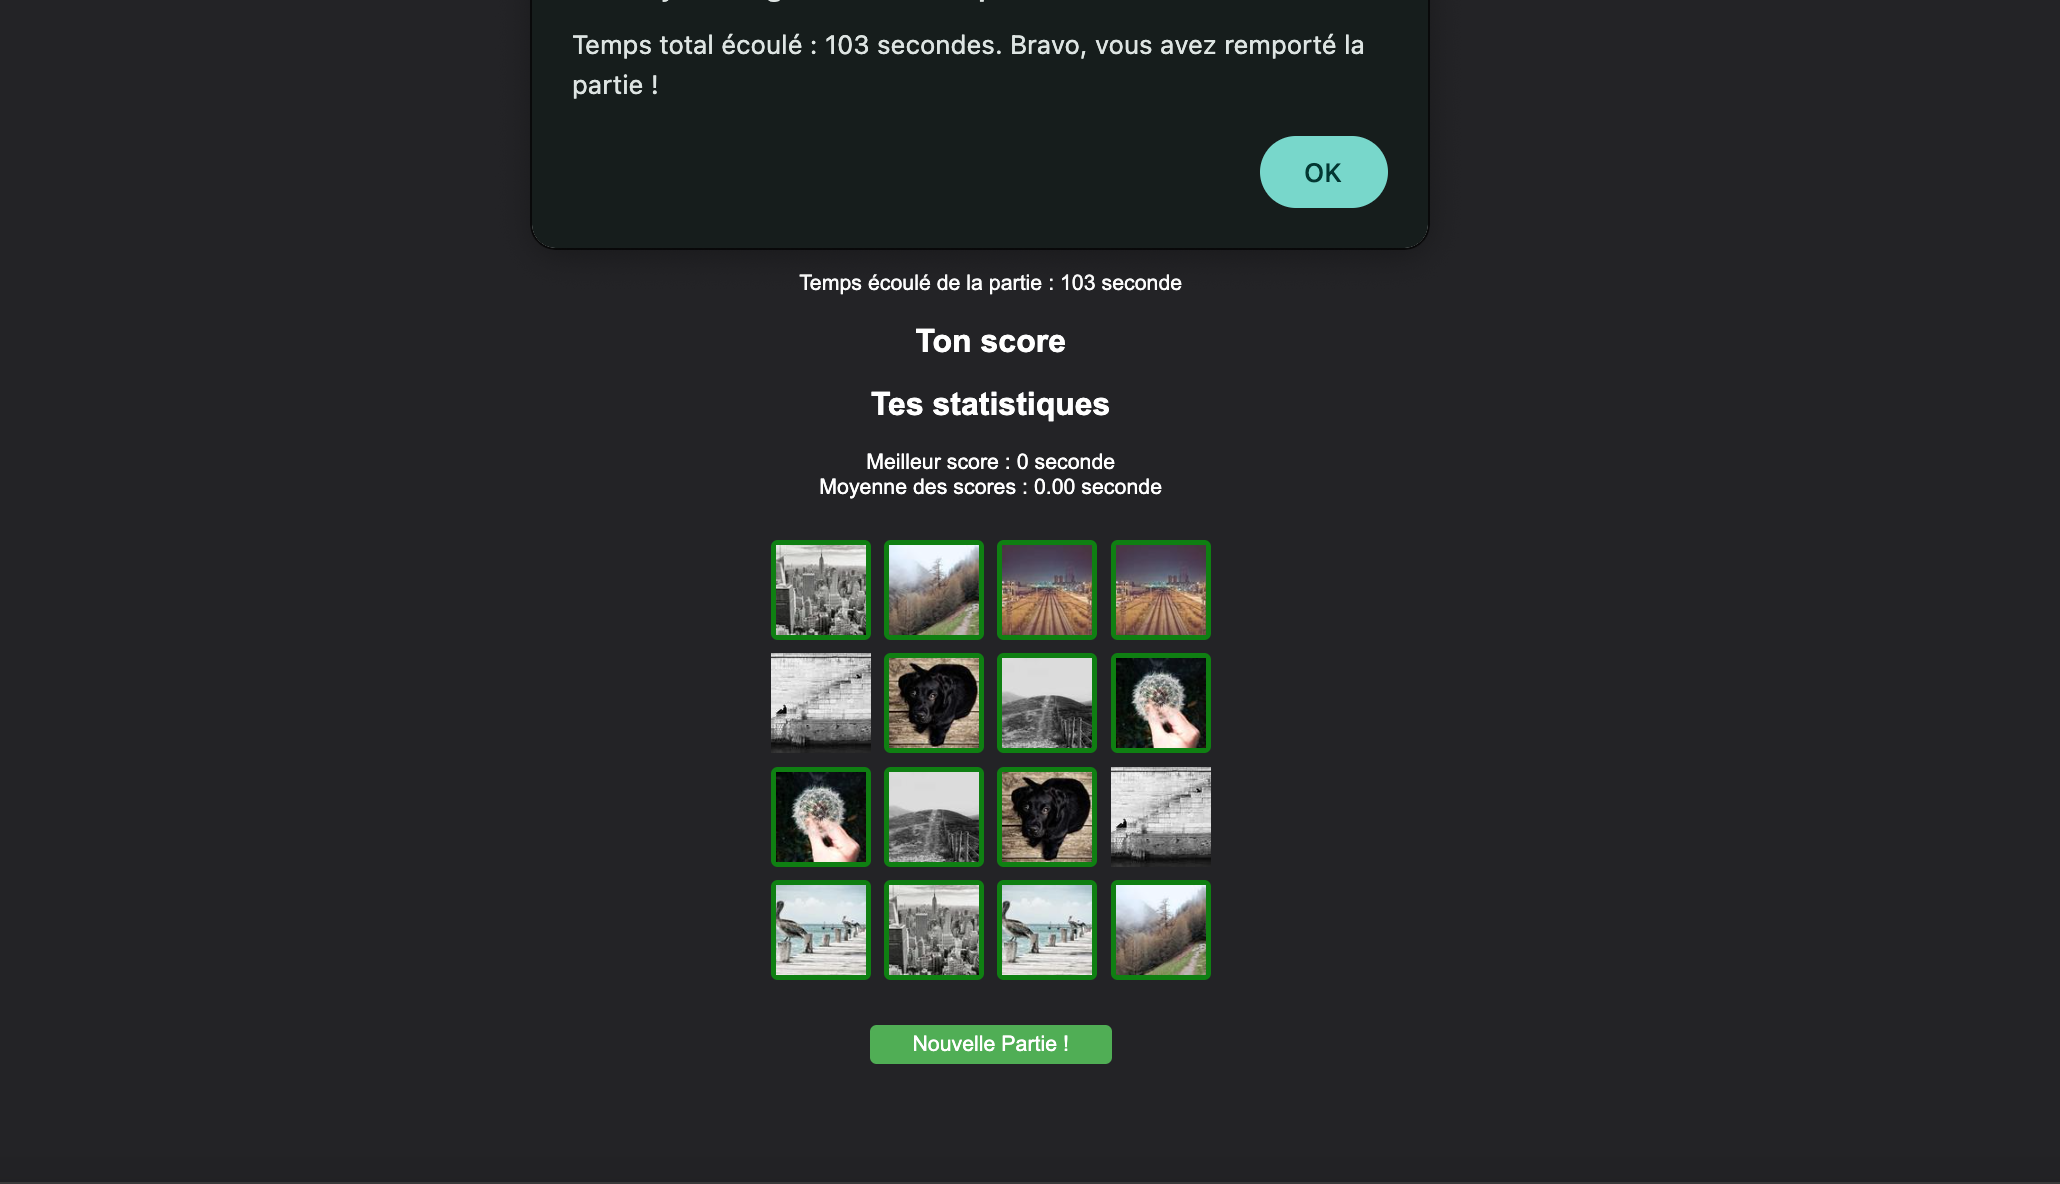 Temps total écoulé : 103 secondes. Bravo, vous avez remporté la
partie !
OK
Temps écoulé de la partie : 103 seconde
Ton score
Tes statistiques
Meilleur score : 0 seconde
Moyenne des scores : 0.00 seconde
Nouvelle Partie !